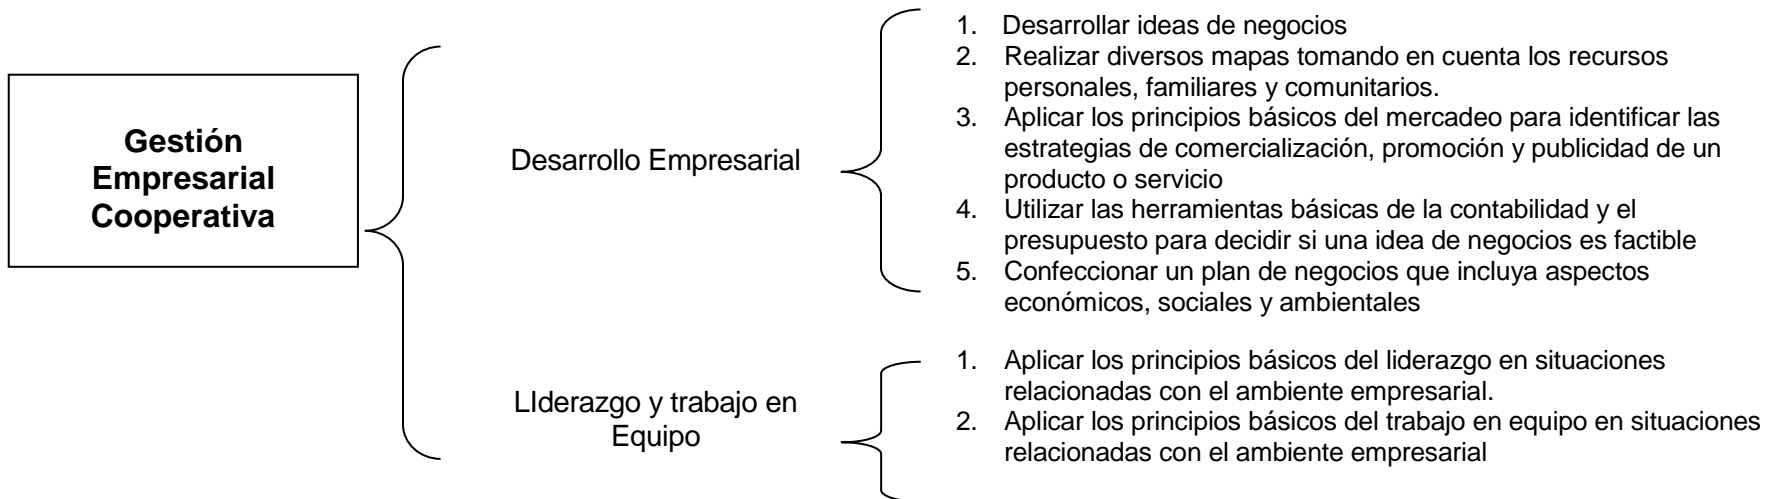 Gestión
Empresarial
Cooperativa
Desarrollo Empresarial
1. Desarrollar ideas de negocios
2. Realizar diversos mapas tomando en cuenta los recursos
personales, familiares y comunitarios.
3. Aplicar los principios básicos del mercadeo para identificar las
estrategias de comercialización, promoción y publicidad de un
producto o servicio
4. Utilizar las herramientas básicas de la contabilidad y el
presupuesto para decidir si una idea de negocios es factible
5. Confeccionar un plan de negocios que incluya aspectos
económicos, sociales y ambientales
LIderazgo y trabajo en
Equipo
1. Aplicar los principios básicos del liderazgo en situaciones
relacionadas con el ambiente empresarial.
2. Aplicar los principios básicos del trabajo en equipo en situaciones
relacionadas con el ambiente empresarial